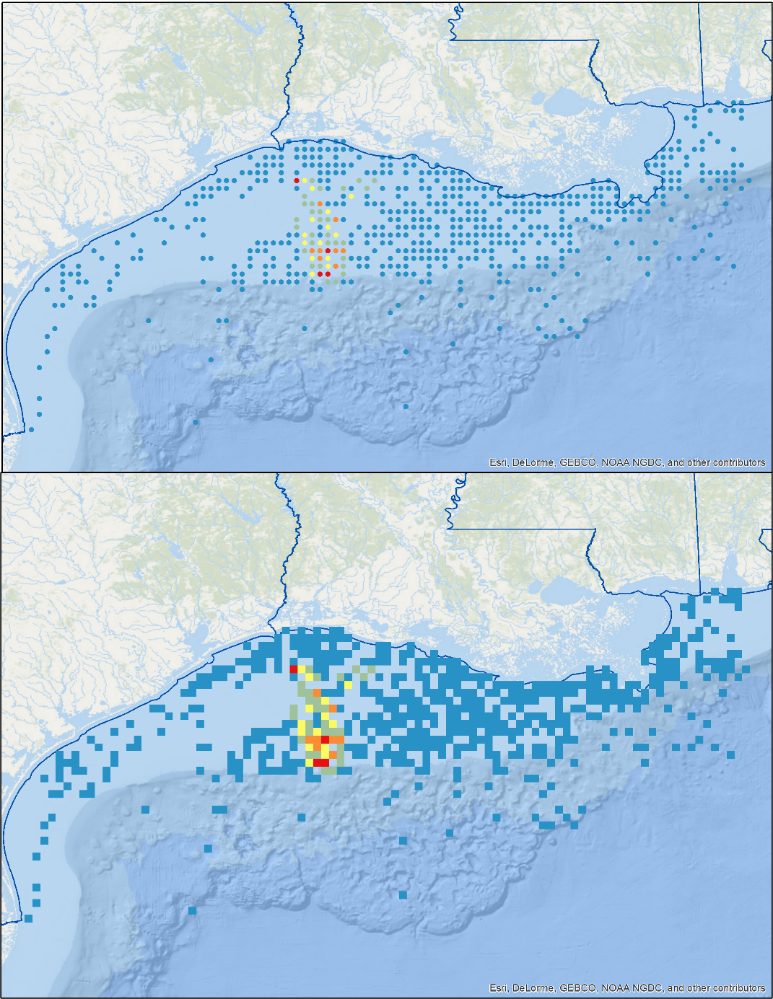 Esri, DeLorme, GEBCO, NOAA NGDC, and other contributors
Esri, DeLorme, GEBCO, NOAA NGDC, and other contributors